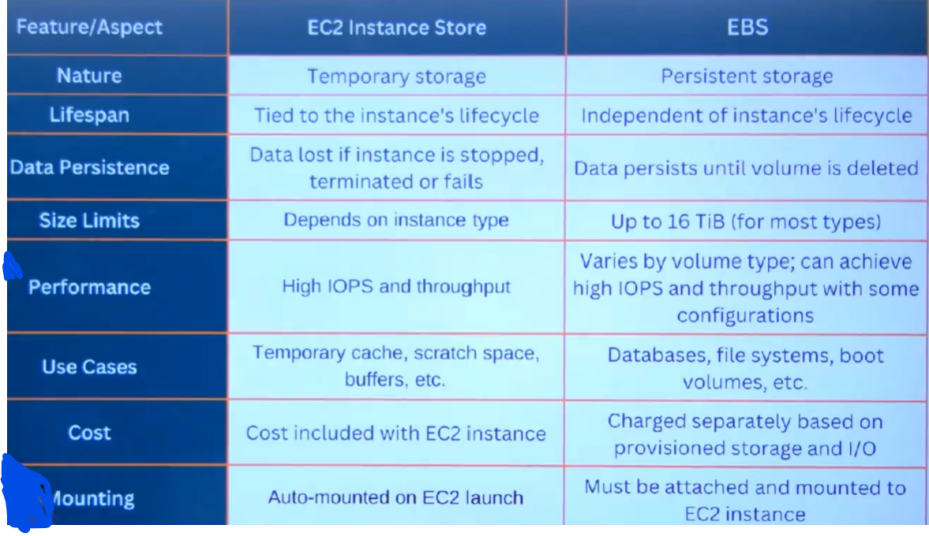 Feature/Aspect EC2 Instance Store EBS
Nature Temporary storage Persistent storage
Lifespan Tied to the instance's lifecycle Independent of instance's lifecycle
Data Persistence Data lost if instance is stopped,
terminated or fails Data persists until volume is deleted
Size Limits Depends on instance type Up to 16 TiB (for most types)
Performance High IOPS and throughput Varies by volume type; can achieve
high IOPS and throughput with some
configurations
Use Cases Temporary cache, scratch space,
buffers, etc. Databases, file systems, boot
volumes, etc.
Cost Cost included with EC2 instance Charged separately based on
provisioned storage and I/O
Mounting Auto-mounted on EC2 launch Must be attached and mounted to
EC2 instance